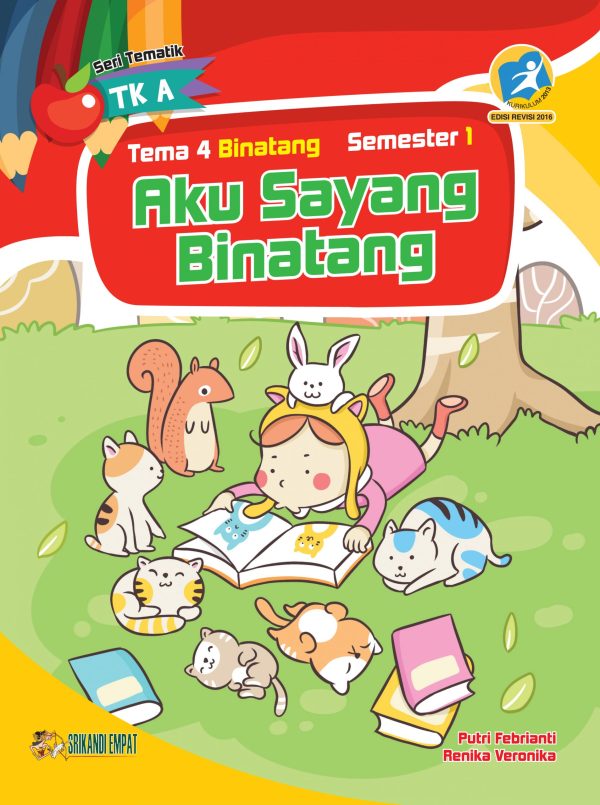 Seri Tematik
TK A
KURIKULUM 2013
EDISI REVISI 2016
Tema 4 Binatang Semester 1
Aku Sayang
Binatang
SRIKANDI EMPAT
Putri Febrianti
Renika Veronika